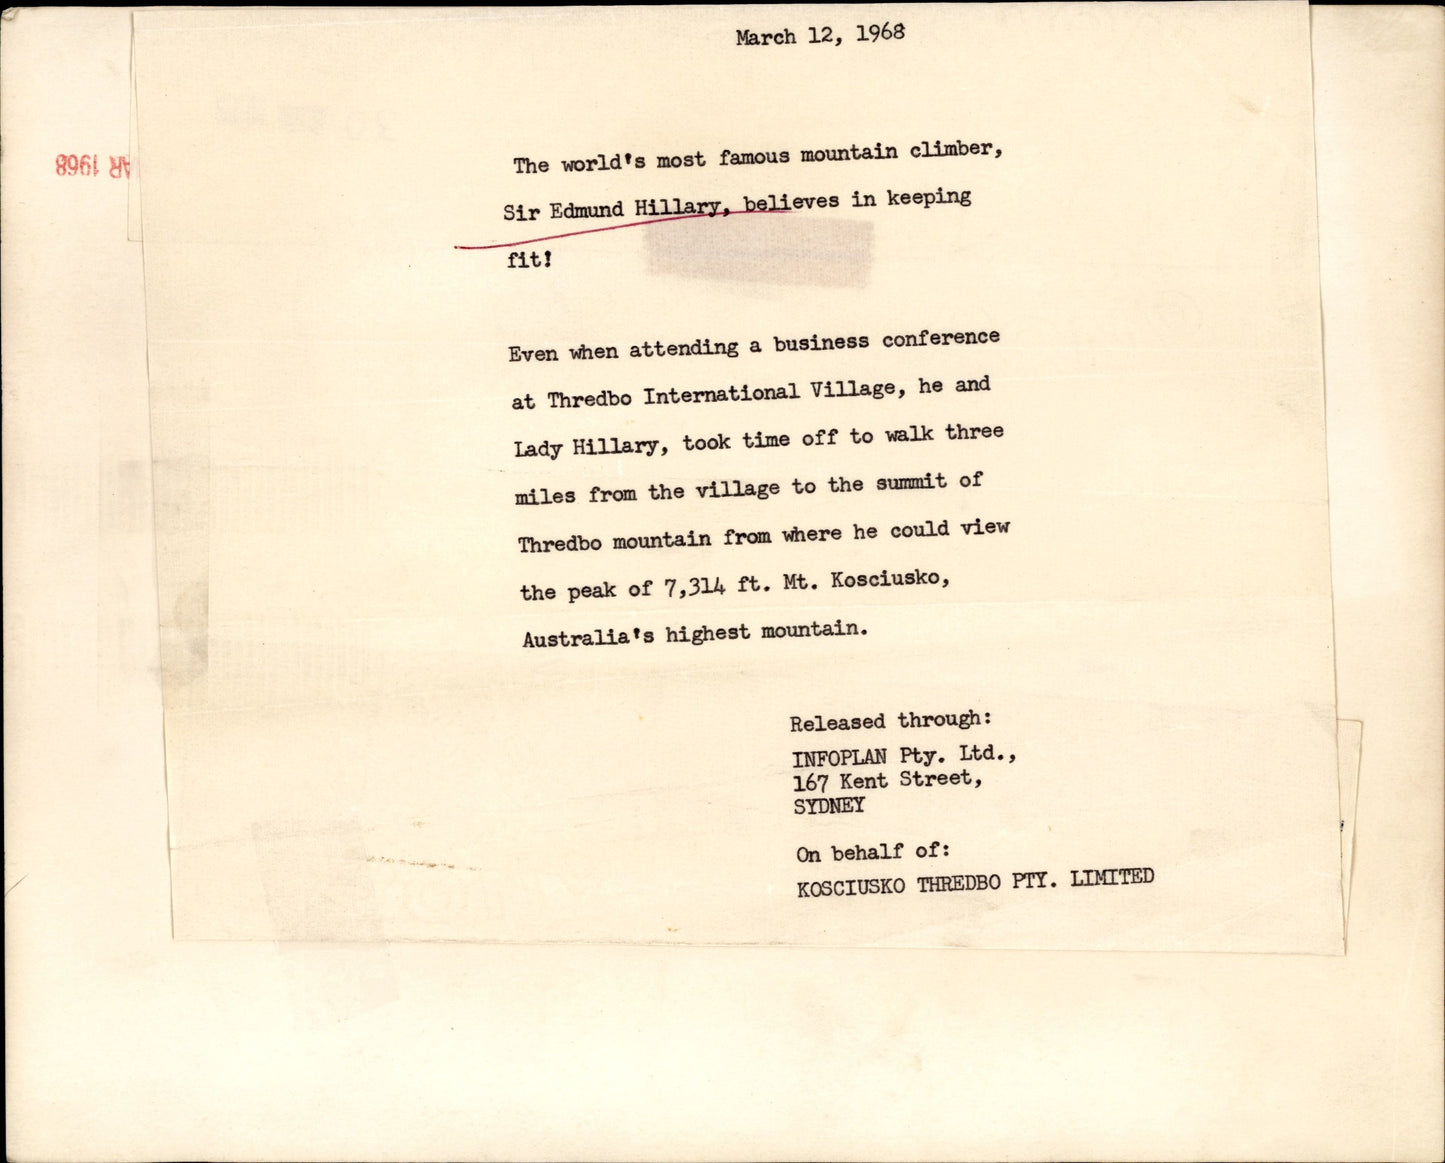 March 12, 1968
AR 1968
The world's most famous mountain climber,
Sir Edmund Hillary, believes in keeping
fit!
Even when attending a business conference
at Thredbo International Village, he and
Lady Hillary, took time off to walk three
miles from the village to the summit of
Thredbo mountain from where he could view
the peak of 7,314 ft. Mt. Kosciusko,
Australia's highest mountain.
Released through:
INFOPLAN Pty. Ltd.,
167 Kent Street,
SYDNEY
On behalf of:
KOSCIUSKO THREDBO PTY. LIMITED